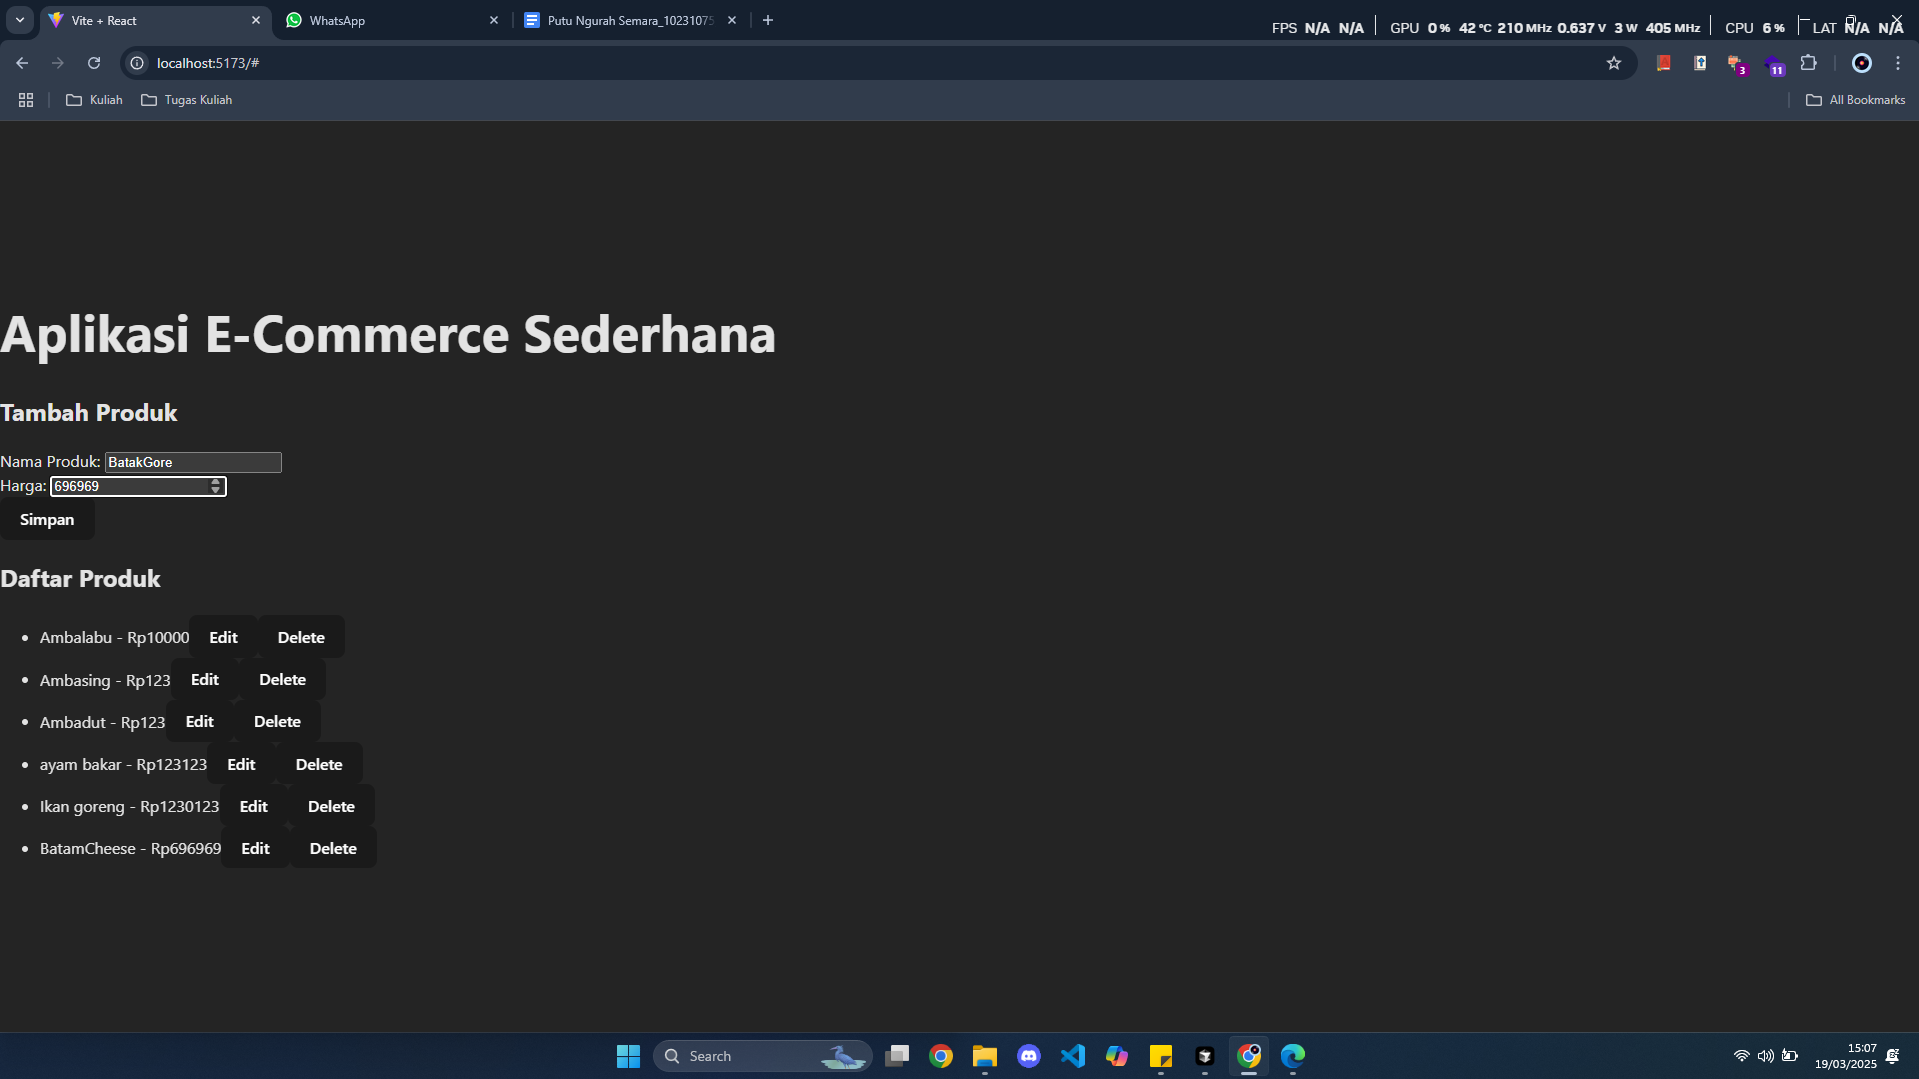 Vite + React
WhatsApp
Putu Ngurah Semara_10231075
FPS N/A N/A GPU 0 % 42 °C 210 MHz 0.637 V 3 W 405 MHz CPU 6 % LAT N/A N/A
localhost:5173/#
3
11
Kuliah
Tugas Kuliah
All Bookmarks
Aplikasi E-Commerce Sederhana
Tambah Produk
Nama Produk: BatakGore
Harga: 696969
Simpan
Daftar Produk
Ambalabu - Rp10000 Edit Delete
Ambasing - Rp123 Edit Delete
Ambadut - Rp123 Edit Delete
ayam bakar - Rp123123 Edit Delete
Ikan goreng - Rp1230123 Edit Delete
BatamCheese - Rp696969 Edit Delete
Search
15:07
19/03/2025